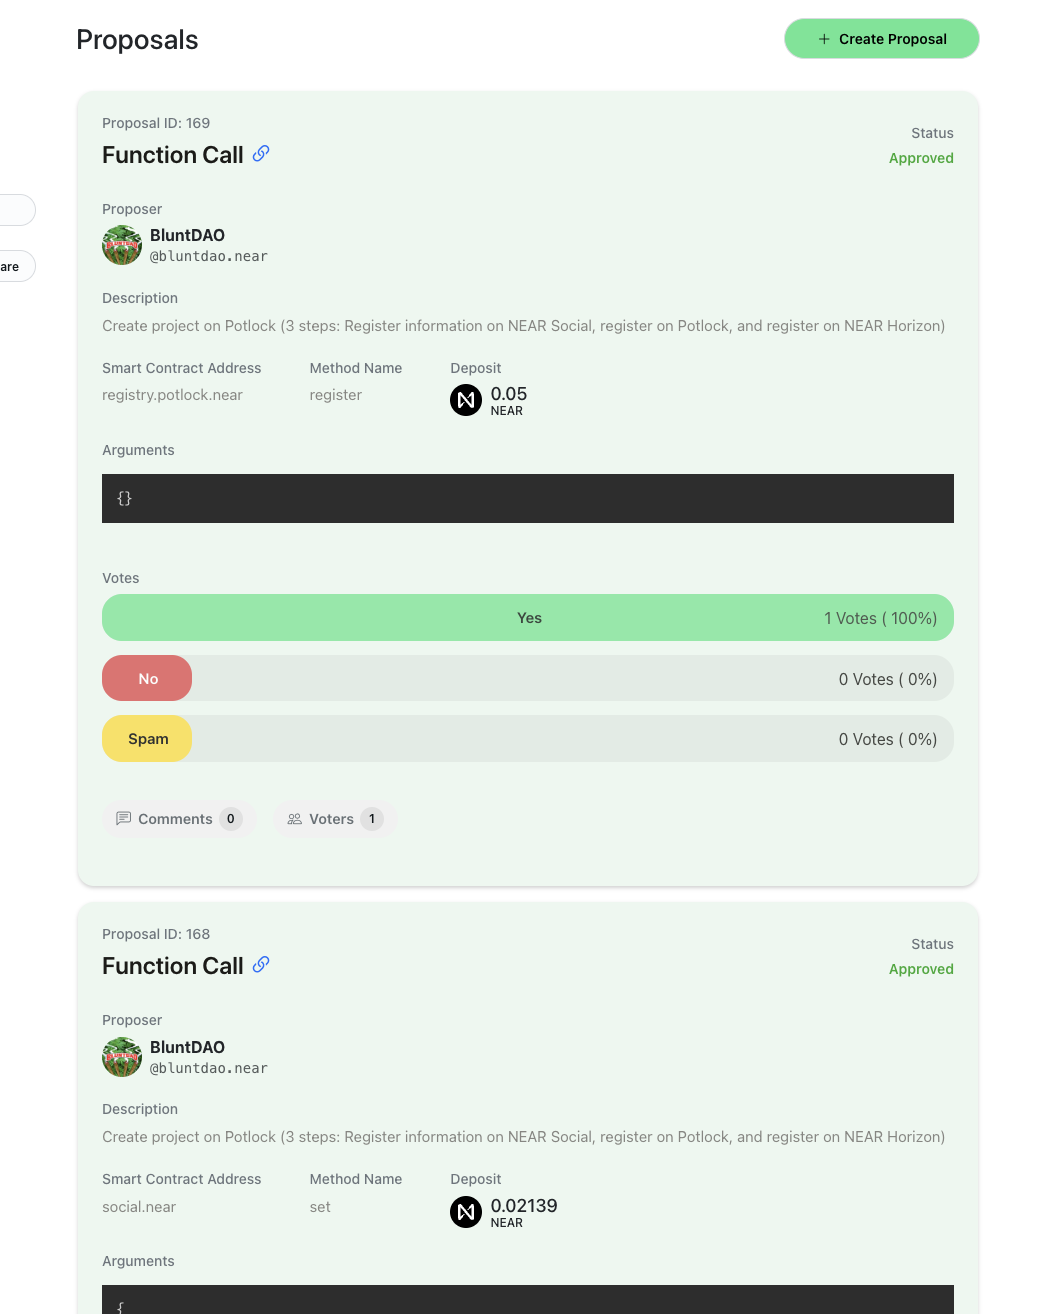 Proposals
+ Create Proposal
are
Proposal ID: 169
Function Call
Status
Approved
Proposer
BluntDAO
@bluntdao.near
Description
Create project on Potlock (3 steps: Register information on NEAR Social, register on Potlock, and register on NEAR Horizon)
Smart Contract Address Method Name Deposit
registry.potlock.near register 0.05
NEAR
Arguments
{}
Votes
Yes 1 Votes ( 100%)
No 0 Votes ( 0%)
Spam 0 Votes ( 0%)
Comments 0 Voters 1
Proposal ID: 168
Function Call
Status
Approved
Proposer
BluntDAO
@bluntdao.near
Description
Create project on Potlock (3 steps: Register information on NEAR Social, register on Potlock, and register on NEAR Horizon)
Smart Contract Address Method Name Deposit
social.near set 0.02139
NEAR
Arguments
{